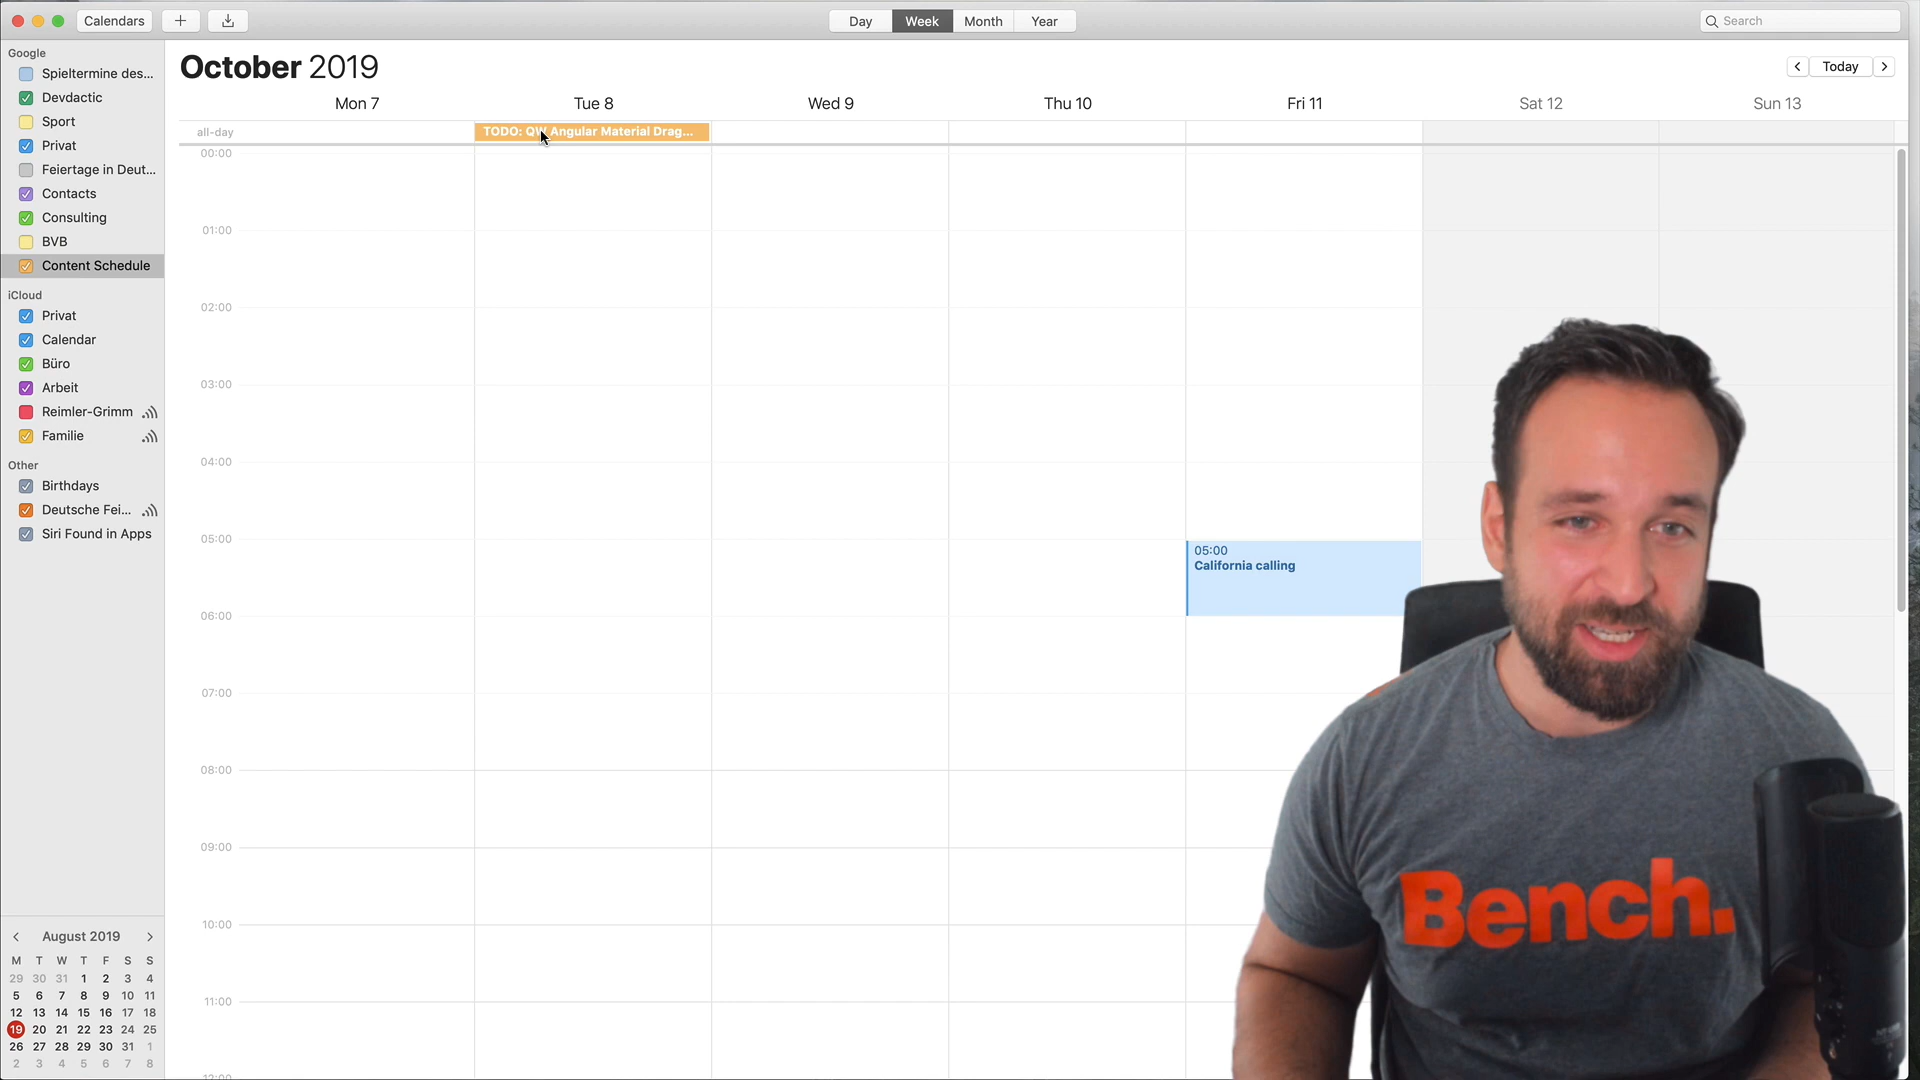 Calendars
Day
Week
Month
Year
Search
Google
Spieltermine des...
Devdactic
Sport
Privat
Feiertage in Deut...
Contacts
Consulting
BVB
Content Schedule
iCloud
Privat
Calendar
Büro
Arbeit
Reimler-Grimm
Familie
Other
Birthdays
Deutsche Fei...
Siri Found in Apps
August 2019
M T W T F S S
29 30 31 1 2 3 4
5 6 7 8 9 10 11
12 13 14 15 16 17 18
19 20 21 22 23 24 25
26 27 28 29 30 31 1
2 3 4 5 6 7 8
October 2019
Today
Mon 7
Tue 8
Wed 9
Thu 10
Fri 11
Sat 12
Sun 13
all-day
TODO: QW Angular Material Drag...
00:00
01:00
02:00
03:00
04:00
05:00
05:00
California calling
06:00
07:00
08:00
09:00
10:00
11:00
12:00
Bench.